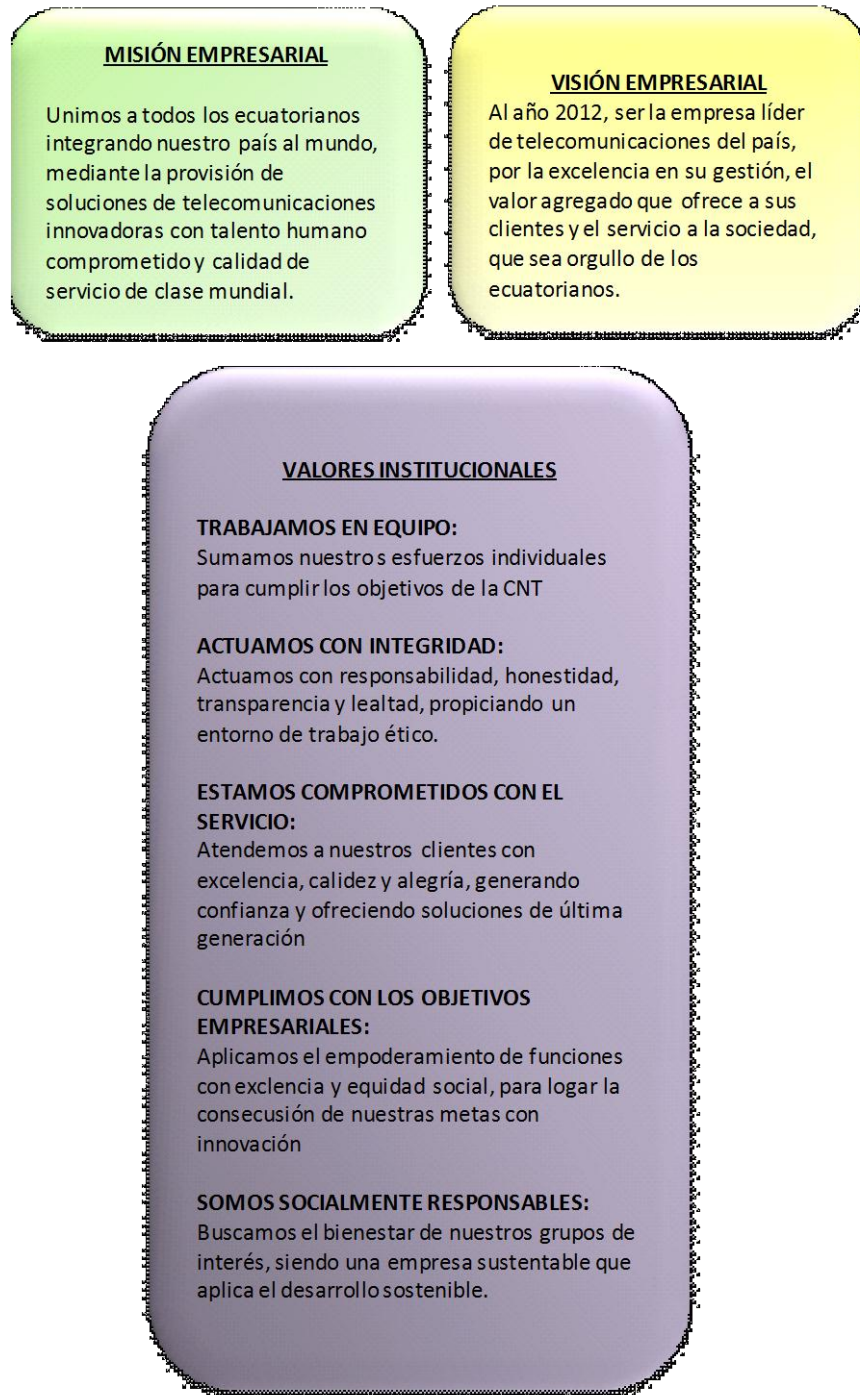 MISIÓN EMPRESARIAL
Unimos a todos los ecuatorianos
integrando nuestro país al mundo,
mediante la provisión de
soluciones de telecomunicaciones
innovadoras con talento humano
comprometido y calidad de
servicio de clase mundial.
VISIÓN EMPRESARIAL
Al año 2012, ser la empresa líder
de telecomunicaciones del país,
por la excelencia en su gestión, el
valor agregado que ofrece a sus
clientes y el servicio a la sociedad,
que sea orgullo de los
ecuatorianos.
VALORES INSTITUCIONALES
TRABAJAMOS EN EQUIPO:
Sumamos nuestros esfuerzos individuales
para cumplir los objetivos de la CNT
ACTUAMOS CON INTEGRIDAD:
Actuamos con responsabilidad, honestidad,
transparencia y lealtad, propiciando un
entorno de trabajo ético.
ESTAMOS COMPROMETIDOS CON EL
SERVICIO:
Atendemos a nuestros clientes con
excelencia, calidez y alegría, generando
confianza y ofreciendo soluciones de última
generación
CUMPLIMOS CON LOS OBJETIVOS
EMPRESARIALES:
Aplicamos el empoderamiento de funciones
con exclencia y equidad social, para logar la
consecusión de nuestras metas con
innovación
SOMOS SOCIALMENTE RESPONSABLES:
Buscamos el bienestar de nuestros grupos de
interés, siendo una empresa sustentable que
aplica el desarrollo sostenible.